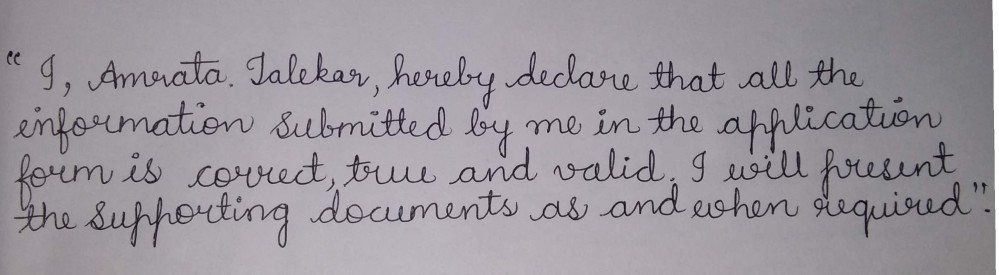 "I, Amrata. Talekar, hereby declare that all the
information submitted by me in the application
form is correct, true and valid. I will present
the supporting documents as and when required".